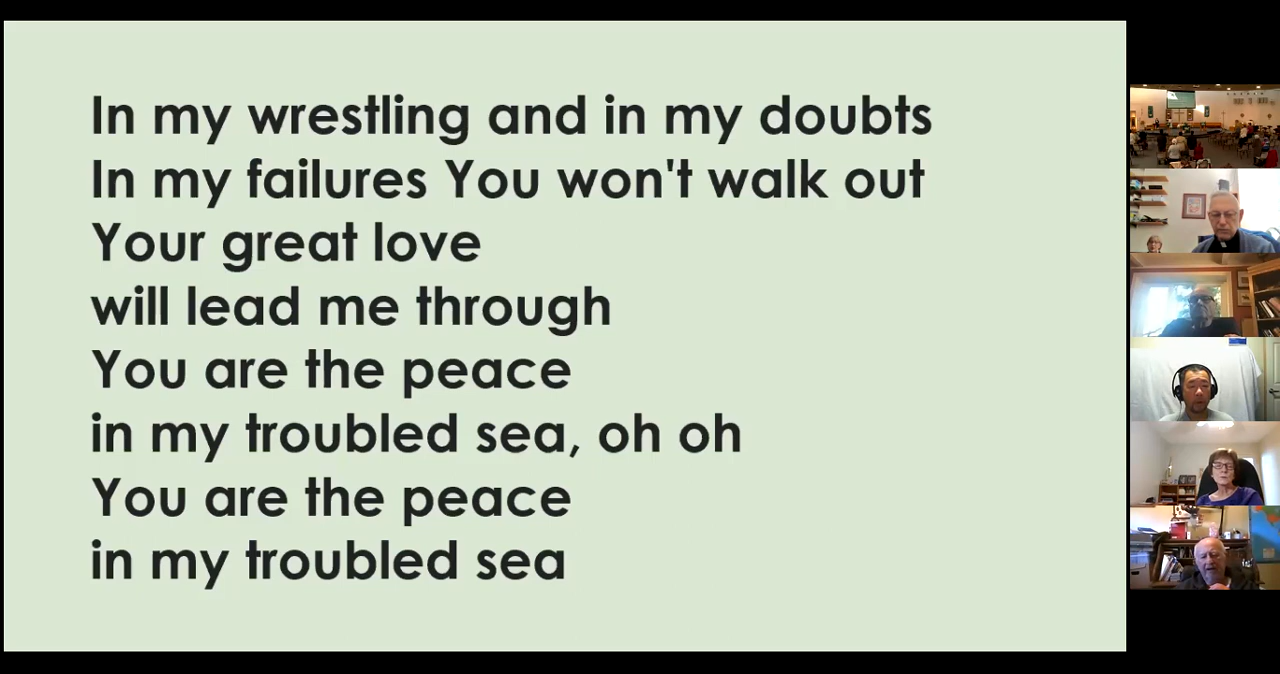 In my wrestling and in my doubts
In my failures You won't walk out
Your great love
will lead me through
You are the peace
in my troubled sea, oh oh
You are the peace
in my troubled sea